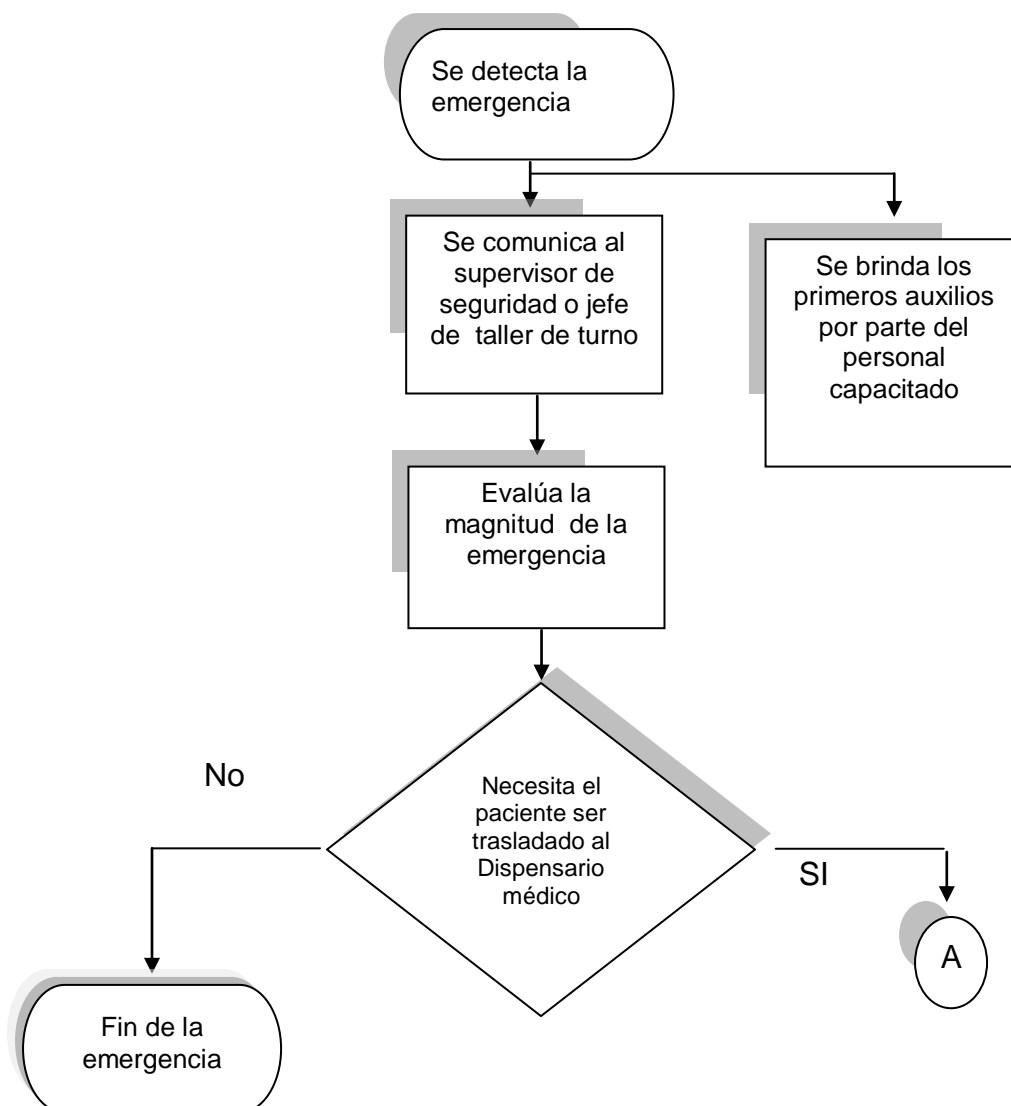 Se detecta la
emergencia
Se comunica al
supervisor de
seguridad o jefe
de taller de turno
Se brinda los
primeros auxilios
por parte del
personal
capacitado
Evalúa la
magnitud de la
emergencia
No
Necesita el
paciente ser
trasladado al
Dispensario
médico
SI
A
Fin de la
emergencia